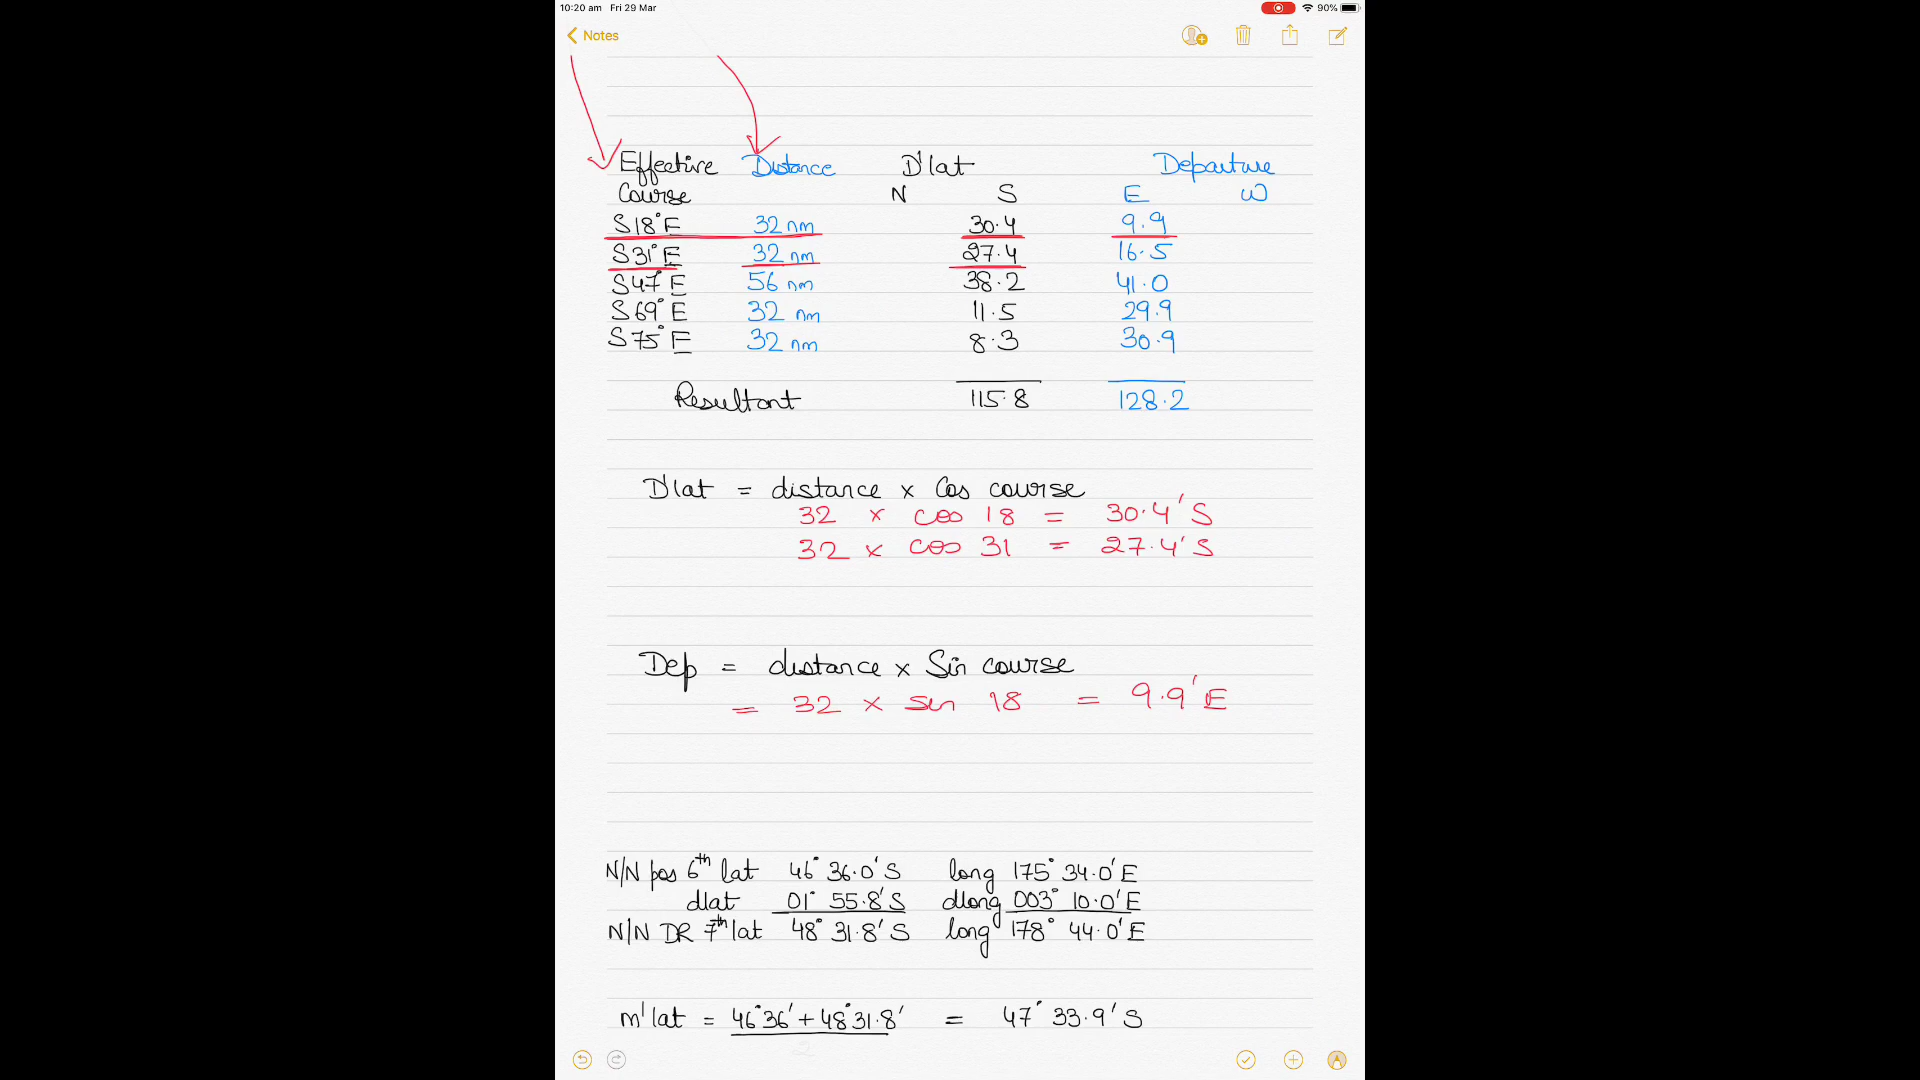 10:20 am Fri 29 Mar 90%
Notes
Effective Distance D'lat Departure
Course N S E W
S18°E 32 nm 30.4 9.9
S31°E 32 nm 27.4 16.5
S47°E 56 nm 38.2 41.0
S69°E 32 nm 11.5 29.9
S75°E 32 nm 8.3 30.9
Resultant 115.8 128.2
D'lat = distance × Cos course
32 × cos 18 = 30.4' S
32 × cos 31 = 27.4' S
Dep = distance × Sin course
= 32 × sin 18 = 9.9' E
N/N pos 6th lat 46° 36.0' S long 175° 34.0' E
dlat 01° 55.8' S dlong 003° 10.0' E
N/N DR 7th lat 48° 31.8' S long 178° 44.0' E
m'lat = 46°36' + 48°31.8' = 47° 33.9' S
2